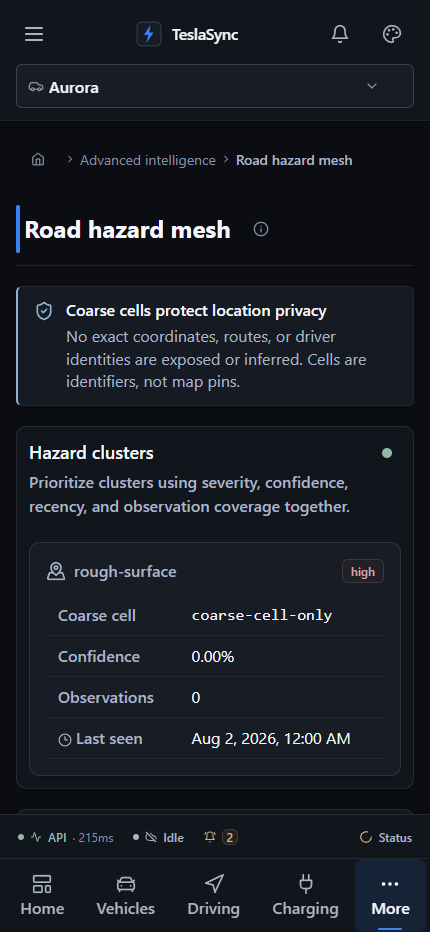 TeslaSync
Aurora
Advanced intelligence
Road hazard mesh
Road hazard mesh
Coarse cells protect location privacy
No exact coordinates, routes, or driver
identities are exposed or inferred. Cells are
identifiers, not map pins.
Hazard clusters
Prioritize clusters using severity, confidence,
recency, and observation coverage together.
rough-surface high
Coarse cell coarse-cell-only
Confidence 0.00%
Observations 0
Last seen Aug 2, 2026, 12:00 AM
API · 215ms Idle 2 Status
Home Vehicles Driving Charging More